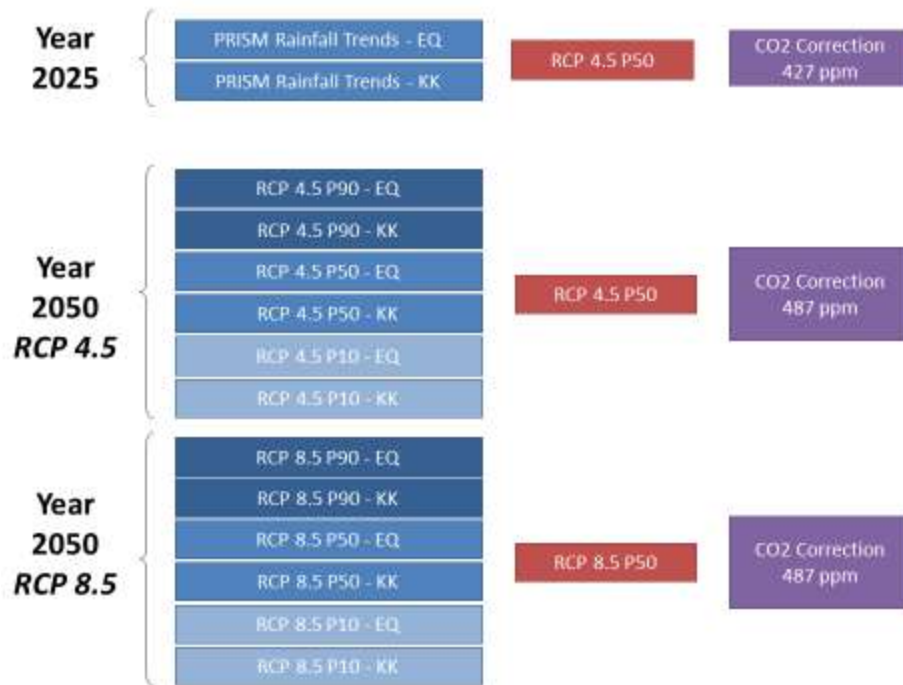 Year
2025
PRISM Rainfall Trends - EQ
PRISM Rainfall Trends - KK
RCP 4.5 P50
CO2 Correction
427 ppm
Year
2050
RCP 4.5
RCP 4.5 P90 - EQ
RCP 4.5 P90 - KK
RCP 4.5 P50 - EQ
RCP 4.5 P50 - KK
RCP 4.5 P10 - EQ
RCP 4.5 P10 - KK
RCP 4.5 P50
CO2 Correction
487 ppm
Year
2050
RCP 8.5
RCP 8.5 P90 - EQ
RCP 8.5 P90 - KK
RCP 8.5 P50 - EQ
RCP 8.5 P50 - KK
RCP 8.5 P10 - EQ
RCP 8.5 P10 - KK
RCP 8.5 P50
CO2 Correction
487 ppm